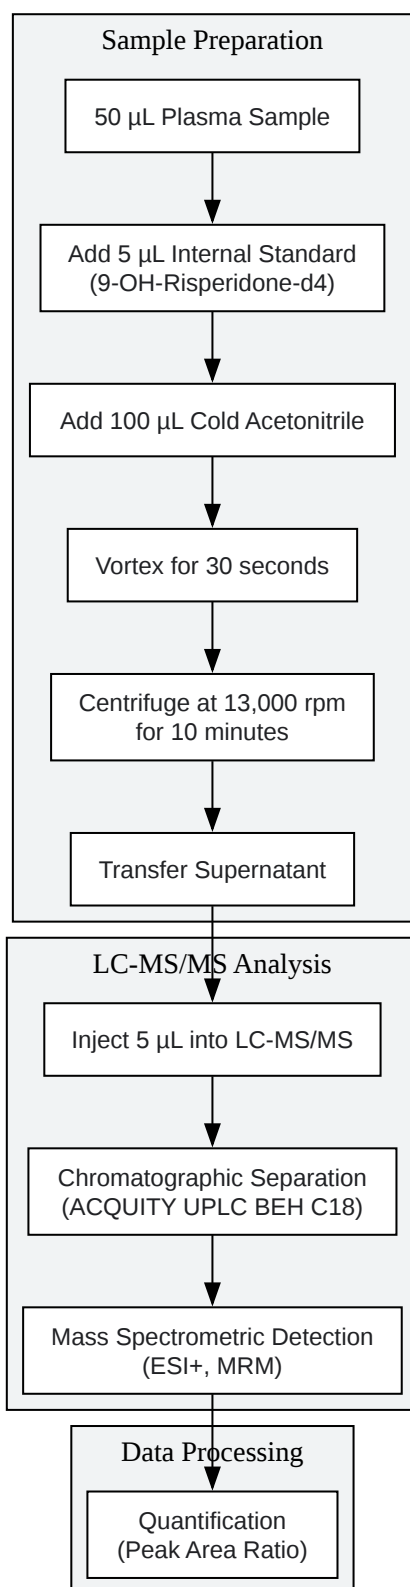 Sample Preparation
50 µL Plasma Sample
Add 5 µL Internal Standard
(9-OH-Risperidone-d4)
Add 100 µL Cold Acetonitrile
Vortex for 30 seconds
Centrifuge at 13,000 rpm
for 10 minutes
Transfer Supernatant
LC-MS/MS Analysis
Inject 5 µL into LC-MS/MS
Chromatographic Separation
(ACQUITY UPLC BEH C18)
Mass Spectrometric Detection
(ESI+, MRM)
Data Processing
Quantification
(Peak Area Ratio)